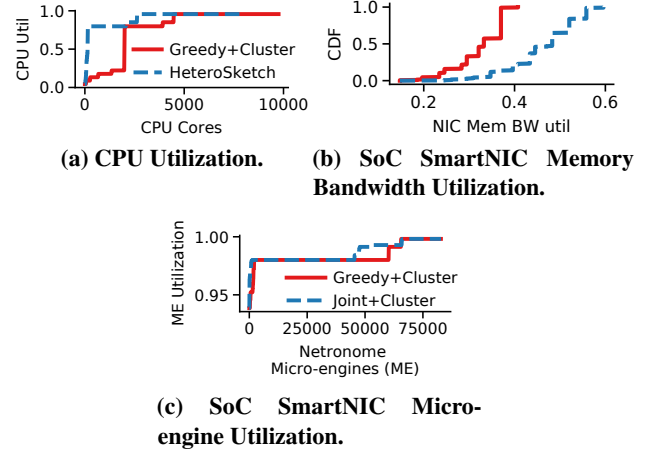 1.0
0.5
0.0
CPU Util
Greedy+Cluster
HeteroSketch
0
5000
10000
CPU Cores
(a) CPU Utilization.
1.0
0.5
0.0
CDF
0.2
0.4
0.6
NIC Mem BW util
(b) SoC SmartNIC Memory
Bandwidth Utilization.
1.00
0.95
ME Utilization
Greedy+Cluster
Joint+Cluster
0
25000
50000
75000
Netronome
Micro-engines (ME)
(c) SoC SmartNIC Micro-
engine Utilization.